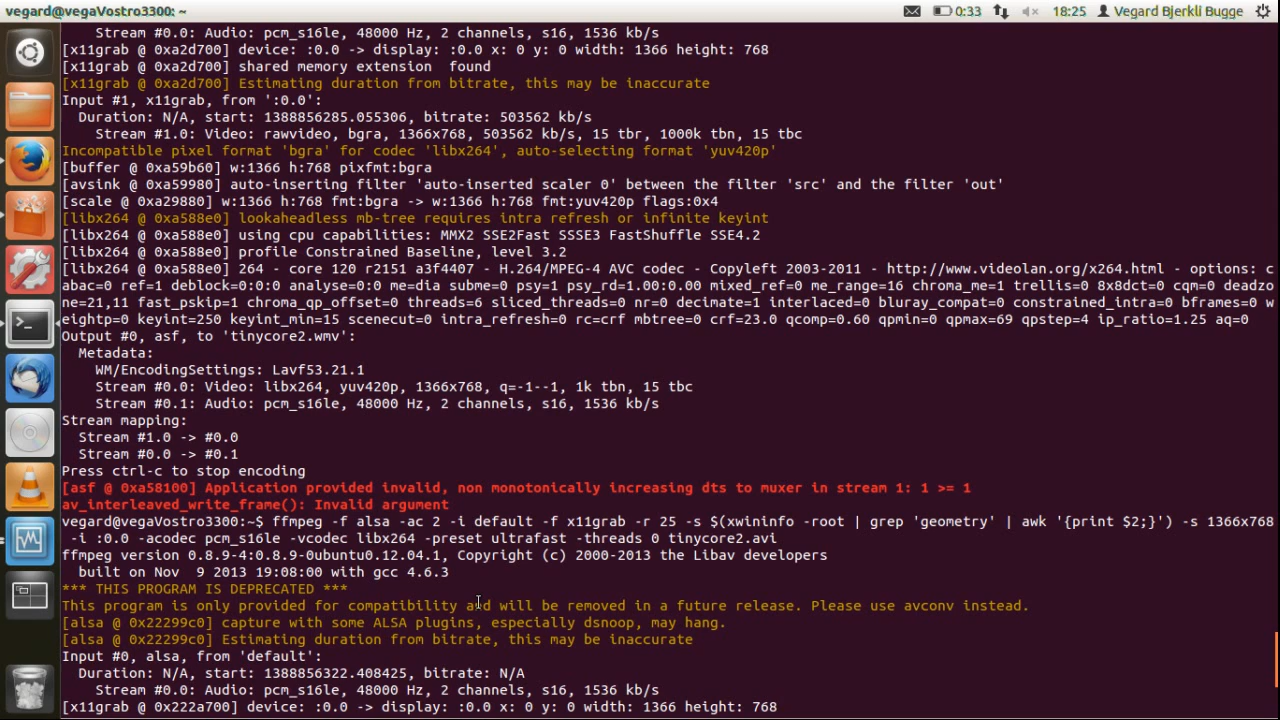 vegard@vegaVostro3300: ~
0:33
18:25
Vegard Bjerkli Bugge
Stream #0.0: Audio: pcm_s16le, 48000 Hz, 2 channels, s16, 1536 kb/s
[x11grab @ 0xa2d700] device: :0.0 -> display: :0.0 x: 0 y: 0 width: 1366 height: 768
[x11grab @ 0xa2d700] shared memory extension  found
[x11grab @ 0xa2d700] Estimating duration from bitrate, this may be inaccurate
Input #1, x11grab, from ':0.0':
Duration: N/A, start: 1388856285.055306, bitrate: 503562 kb/s
Stream #1.0: Video: rawvideo, bgra, 1366x768, 503562 kb/s, 15 tbr, 1000k tbn, 15 tbc
Incompatible pixel format 'bgra' for codec 'libx264', auto-selecting format 'yuv420p'
[buffer @ 0xa59b60] w:1366 h:768 pixfmt:bgra
[avsink @ 0xa59980] auto-inserting filter 'auto-inserted scaler 0' between the filter 'src' and the filter 'out'
[scale @ 0xa29880] w:1366 h:768 fmt:bgra -> w:1366 h:768 fmt:yuv420p flags:0x4
[libx264 @ 0xa588e0] lookaheadless mb-tree requires intra refresh or infinite keyint
[libx264 @ 0xa588e0] using cpu capabilities: MMX2 SSE2Fast SSSE3 FastShuffle SSE4.2
[libx264 @ 0xa588e0] profile Constrained Baseline, level 3.2
[libx264 @ 0xa588e0] 264 - core 120 r2151 a3f4407 - H.264/MPEG-4 AVC codec - Copyleft 2003-2011 - http://www.videolan.org/x264.html - options: c
abac=0 ref=1 deblock=0:0:0 analyse=0:0 me=dia subme=0 psy=1 psy_rd=1.00:0.00 mixed_ref=0 me_range=16 chroma_me=1 trellis=0 8x8dct=0 cqm=0 deadzo
ne=21,11 fast_pskip=1 chroma_qp_offset=0 threads=6 sliced_threads=0 nr=0 decimate=1 interlaced=0 bluray_compat=0 constrained_intra=0 bframes=0 w
eightp=0 keyint=250 keyint_min=15 scenecut=0 intra_refresh=0 rc=crf mbtree=0 crf=23.0 qcomp=0.60 qpmin=0 qpmax=69 qpstep=4 ip_ratio=1.25 aq=0
Output #0, asf, to 'tinycore2.wmv':
Metadata:
WM/EncodingSettings: Lavf53.21.1
Stream #0.0: Video: libx264, yuv420p, 1366x768, q=-1--1, 1k tbn, 15 tbc
Stream #0.1: Audio: pcm_s16le, 48000 Hz, 2 channels, s16, 1536 kb/s
Stream mapping:
Stream #1.0 -> #0.0
Stream #0.0 -> #0.1
Press ctrl-c to stop encoding
[asf @ 0xa58100] Application provided invalid, non monotonically increasing dts to muxer in stream 1: 1 >= 1
av_interleaved_write_frame(): Invalid argument
vegard@vegaVostro3300:~$ ffmpeg -f alsa -ac 2 -i default -f x11grab -r 25 -s $(xwininfo -root | grep 'geometry' | awk '{print $2;}') -s 1366x768
-i :0.0 -acodec pcm_s16le -vcodec libx264 -preset ultrafast -threads 0 tinycore2.avi
ffmpeg version 0.8.9-4:0.8.9-0ubuntu0.12.04.1, Copyright (c) 2000-2013 the Libav developers
built on Nov  9 2013 19:08:00 with gcc 4.6.3
*** THIS PROGRAM IS DEPRECATED ***
This program is only provided for compatibility and will be removed in a future release. Please use avconv instead.
[alsa @ 0x22299c0] capture with some ALSA plugins, especially dsnoop, may hang.
[alsa @ 0x22299c0] Estimating duration from bitrate, this may be inaccurate
Input #0, alsa, from 'default':
Duration: N/A, start: 1388856322.408425, bitrate: N/A
Stream #0.0: Audio: pcm_s16le, 48000 Hz, 2 channels, s16, 1536 kb/s
[x11grab @ 0x222a700] device: :0.0 -> display: :0.0 x: 0 y: 0 width: 1366 height: 768